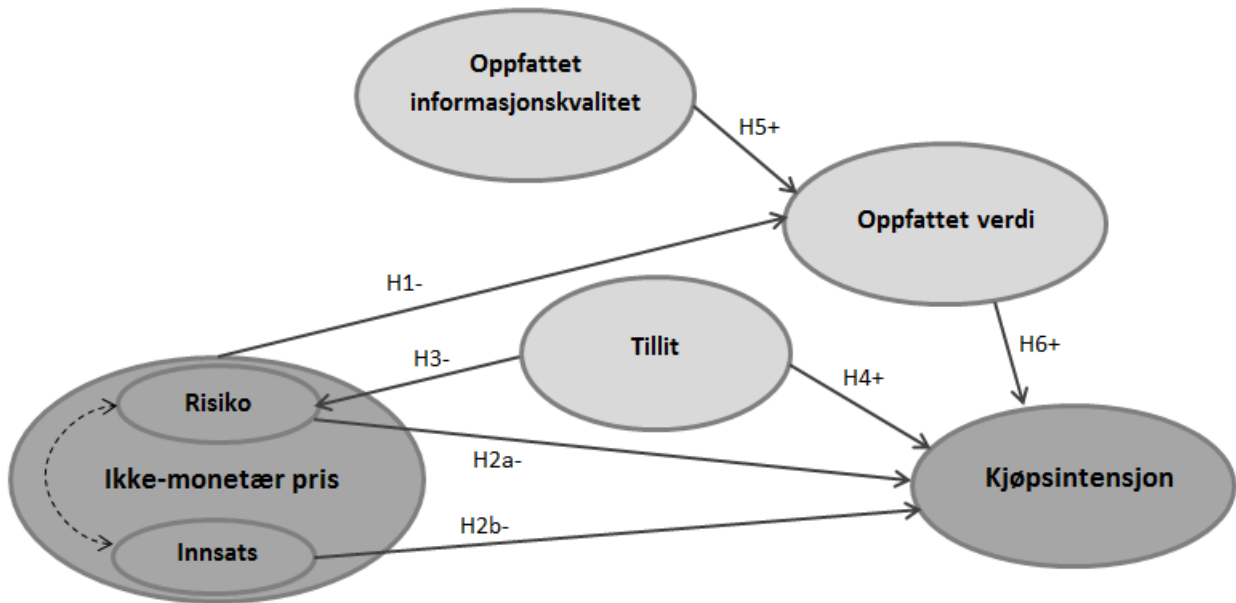 Oppfattet
informasjonskvalitet
H5+
Oppfattet verdi
H1-
Tillit
H3-
H6+
H4+
Risiko
H2a-
Ikke-monetær pris
Kjøpsintensjon
H2b-
Innsats